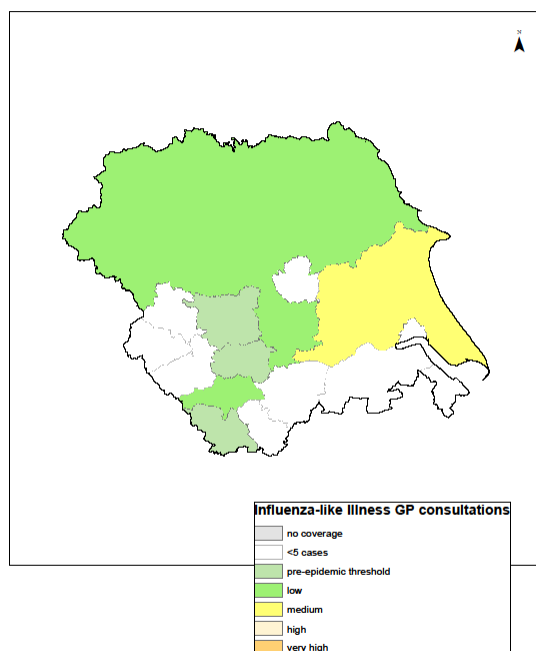 N
Influenza-like Illness GP consultations
no coverage
<5 cases
pre-epidemic threshold
low
medium
high
very high